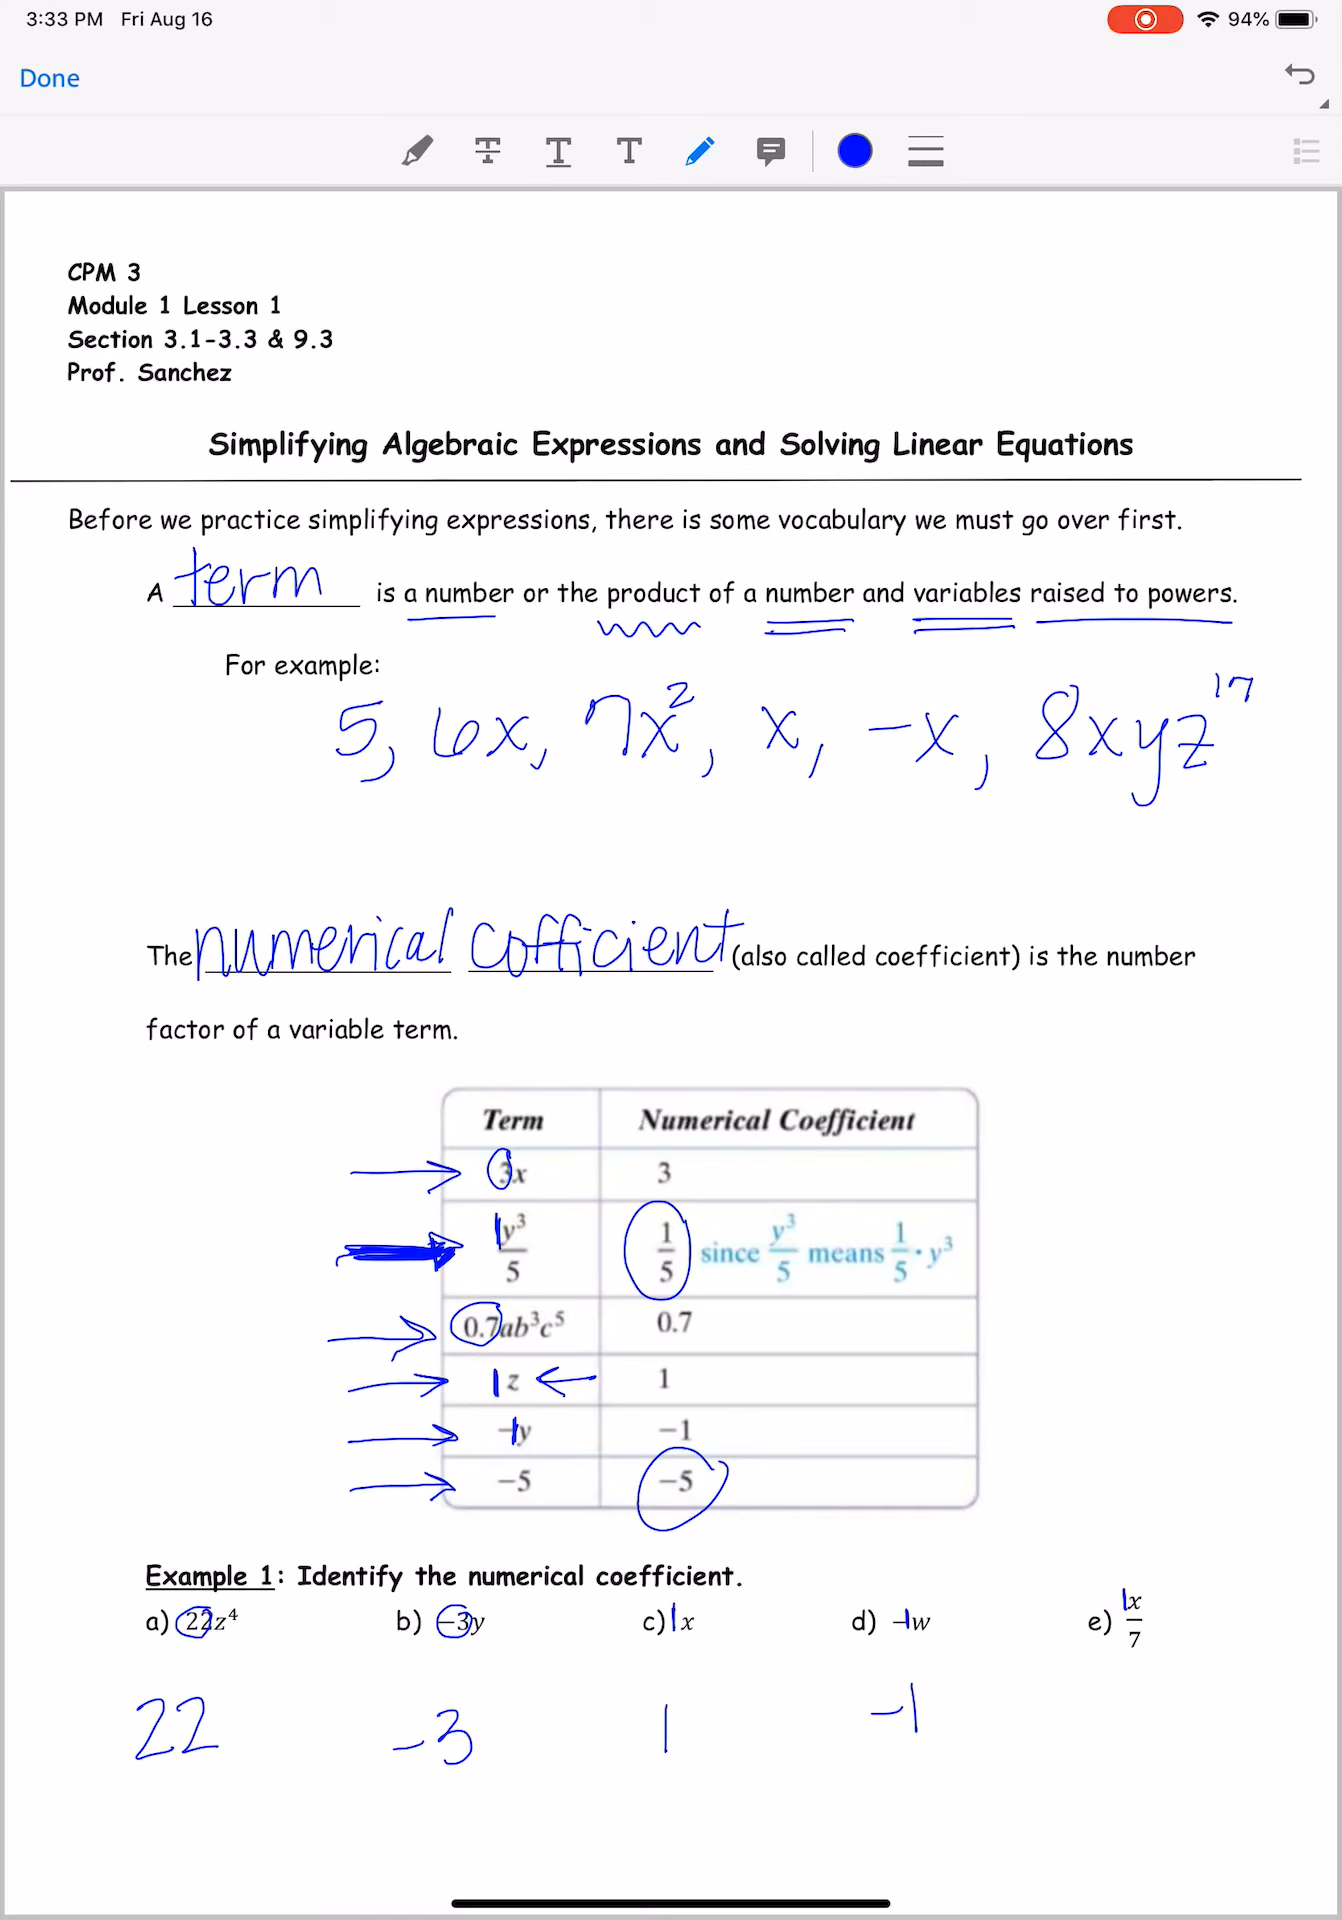 3:33 PM Fri Aug 16 94%
Done
CPM 3
Module 1 Lesson 1
Section 3.1-3.3 & 9.3
Prof. Sanchez
Simplifying Algebraic Expressions and Solving Linear Equations
Before we practice simplifying expressions, there is some vocabulary we must go over first.
A term is a number or the product of a number and variables raised to powers.
For example:
5, 6x, 7x², x, -x, 8xyz¹⁷
The numerical cofficient (also called coefficient) is the number
factor of a variable term.
Term Numerical Coefficient
3x 3
1y³/5 1/5 since y³/5 means 1/5 · y³
0.7ab³c⁵ 0.7
1z 1
-1y -1
-5 -5
Example 1: Identify the numerical coefficient.
a) 22z⁴ b) -3y c) 1x d) -1w e) 1x/7
22 -3 1 -1